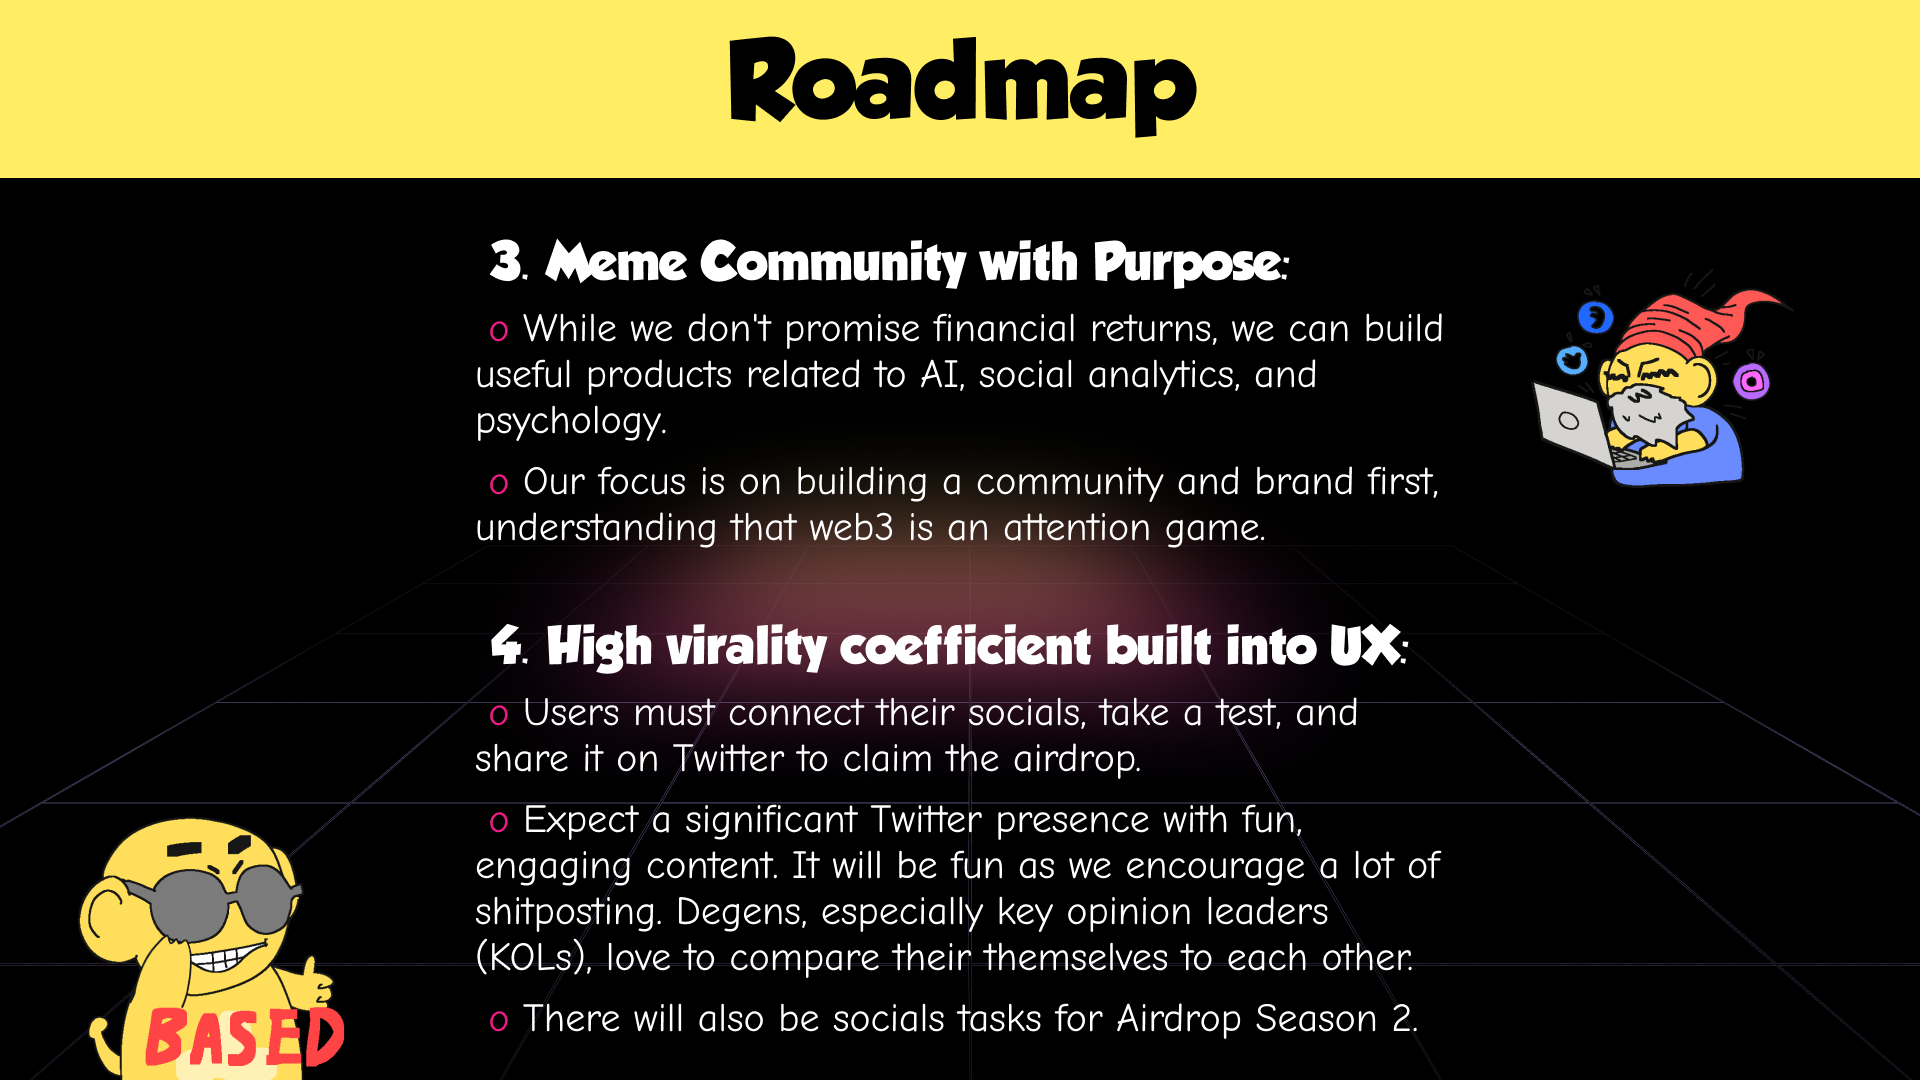 Roadmap
3. Meme Community with Purpose:
o While we don't promise financial returns, we can build
useful products related to AI, social analytics, and
psychology.
o Our focus is on building a community and brand first,
understanding that web3 is an attention game.
4. High virality coefficient built into UX:
o Users must connect their socials, take a test, and
share it on Twitter to claim the airdrop.
o Expect a significant Twitter presence with fun,
engaging content. It will be fun as we encourage a lot of
shitposting. Degens, especially key opinion leaders
(KOLs), love to compare their themselves to each other.
o There will also be socials tasks for Airdrop Season 2.
BASED